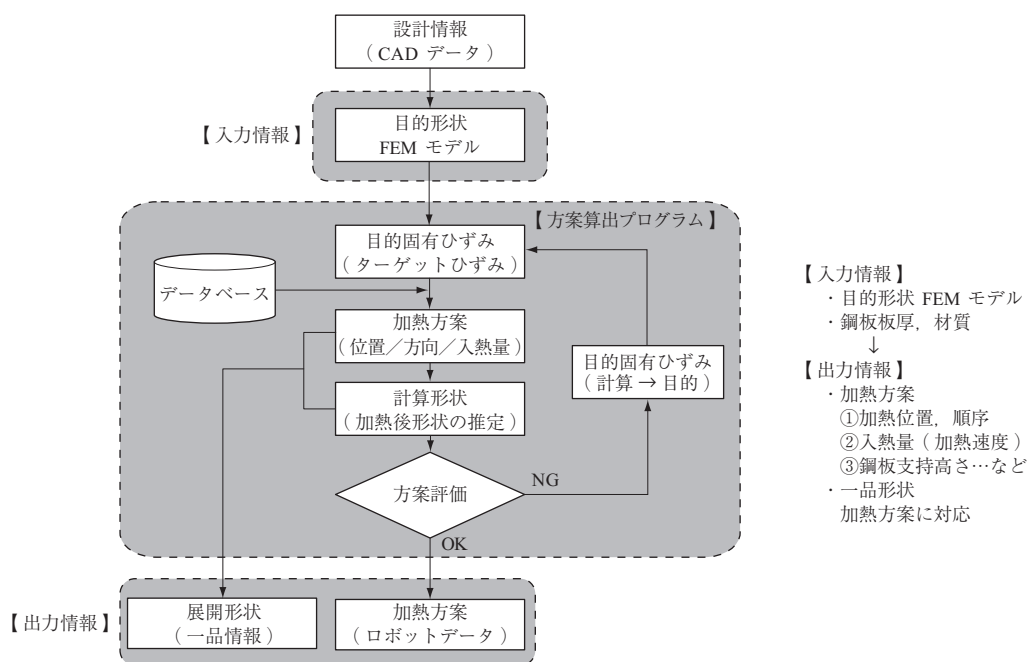 設計情報
( CAD データ )
【 入力情報 】
目的形状
FEM モデル
【 方案算出プログラム 】
目的固有ひずみ
( ターゲットひずみ )
データベース
加熱方案
( 位置／方向／入熱量 )
目的固有ひずみ
( 計算 → 目的 )
計算形状
( 加熱後形状の推定 )
方案評価
NG
OK
【 出力情報 】
展開形状
( 一品情報 )
加熱方案
( ロボットデータ )
【 入力情報 】
・目的形状 FEM モデル
・鋼板板厚，材質
↓
【 出力情報 】
・加熱方案
①加熱位置，順序
②入熱量 ( 加熱速度 )
③鋼板支持高さ…など
・一品形状
加熱方案に対応